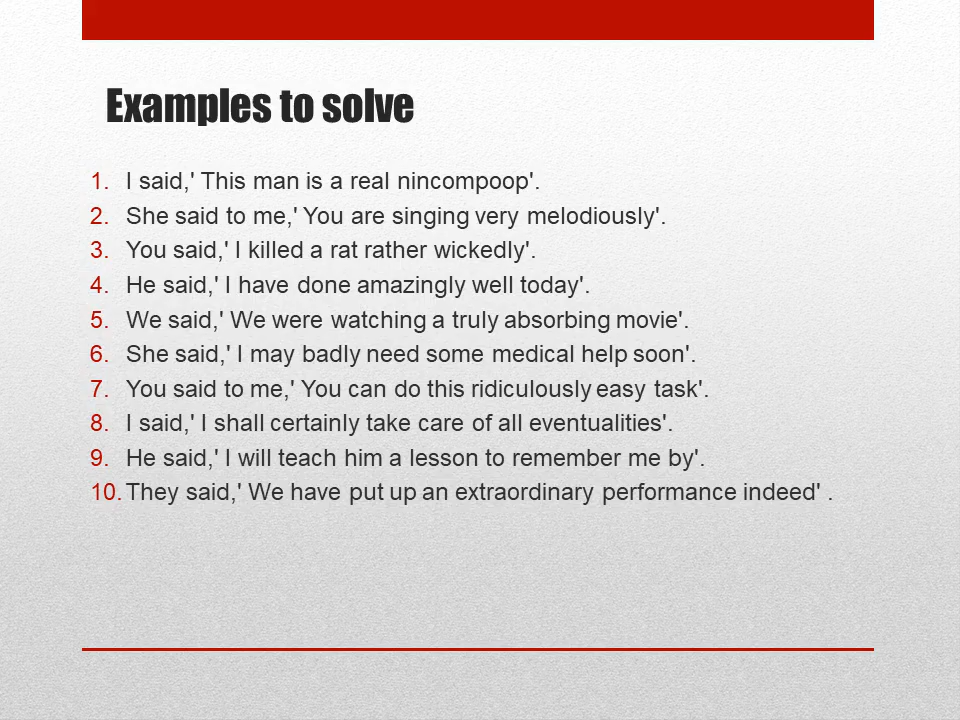 Examples to solve
1. I said,' This man is a real nincompoop'.
2. She said to me,' You are singing very melodiously'.
3. You said,' I killed a rat rather wickedly'.
4. He said,' I have done amazingly well today'.
5. We said,' We were watching a truly absorbing movie'.
6. She said,' I may badly need some medical help soon'.
7. You said to me,' You can do this ridiculously easy task'.
8. I said,' I shall certainly take care of all eventualities'.
9. He said,' I will teach him a lesson to remember me by'.
10. They said,' We have put up an extraordinary performance indeed' .